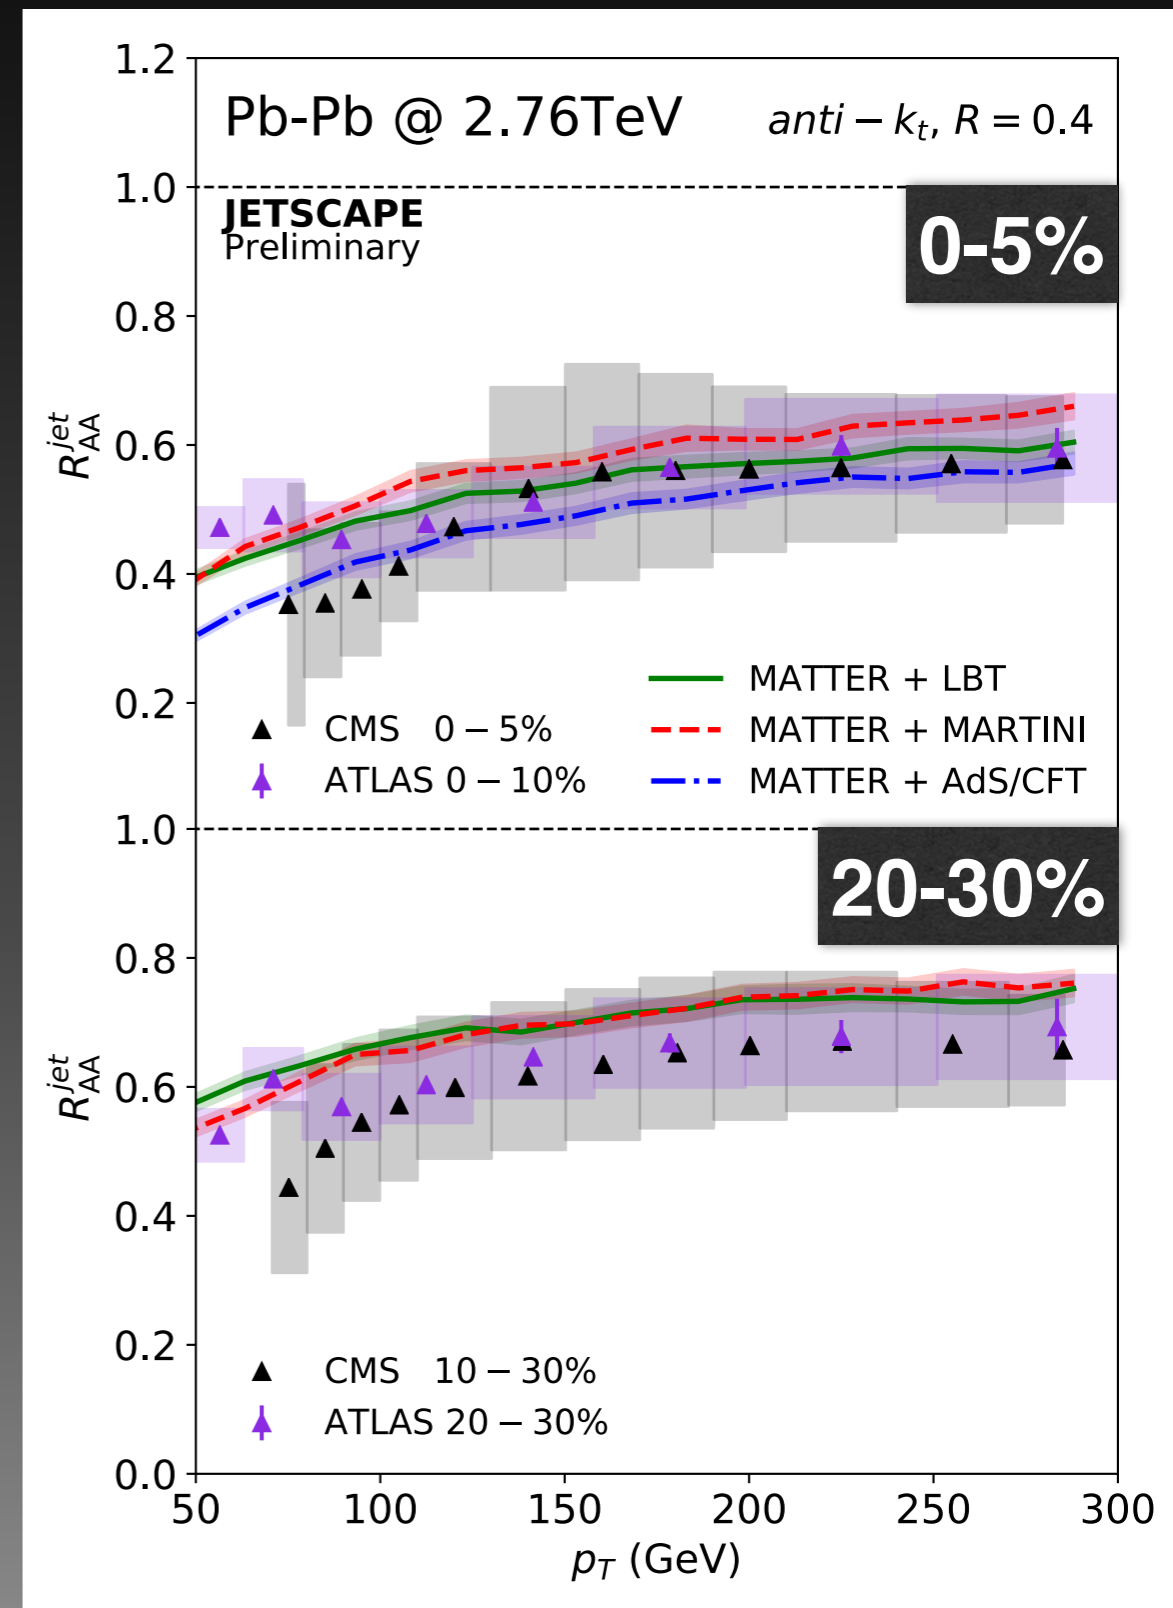 1.2
Pb-Pb @ 2.76TeV
anti − kₜ, R = 0.4
1.0
JETSCAPE
Preliminary
0-5%
0.8
0.6
R^{jet}_{AA}
0.4
0.2
MATTER + LBT
MATTER + MARTINI
MATTER + AdS/CFT
CMS 0 − 5%
ATLAS 0 − 10%
1.0
20-30%
0.8
0.6
R^{jet}_{AA}
0.4
0.2
CMS 10 − 30%
ATLAS 20 − 30%
0.0
50 100 150 200 250 300
p_T (GeV)